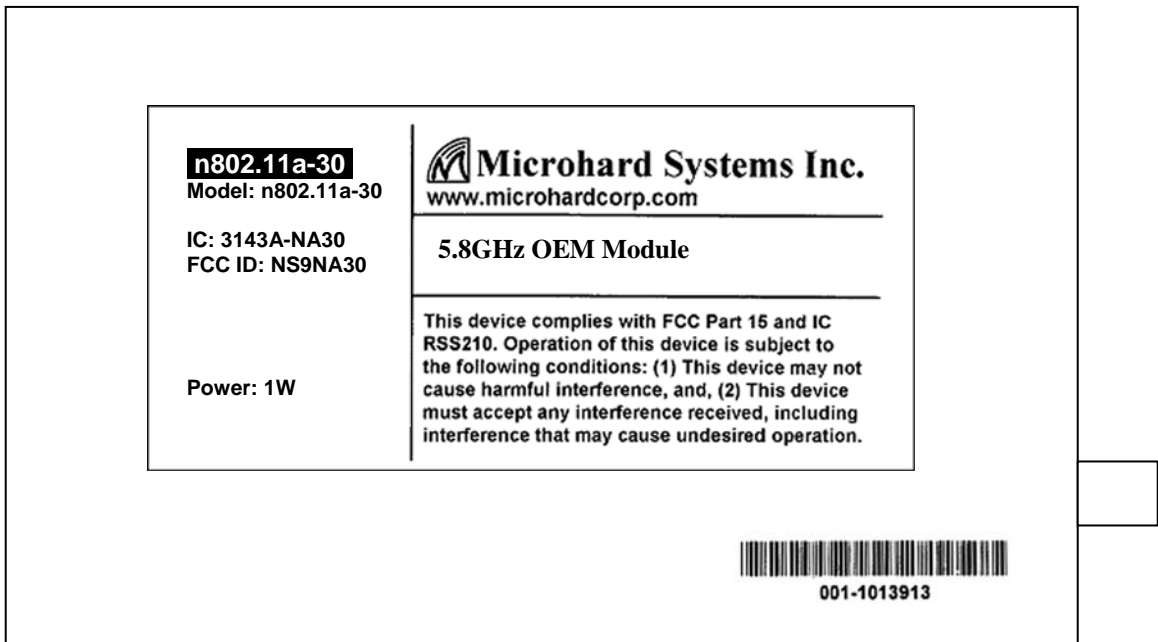 n802.11a-30
Model: n802.11a-30
IC: 3143A-NA30
FCC ID: NS9NA30
Power: 1W
Microhard Systems Inc.
www.microhardcorp.com
5.8GHz OEM Module
This device complies with FCC Part 15 and IC
RSS210. Operation of this device is subject to
the following conditions: (1) This device may not
cause harmful interference, and, (2) This device
must accept any interference received, including
interference that may cause undesired operation.
001-1013913